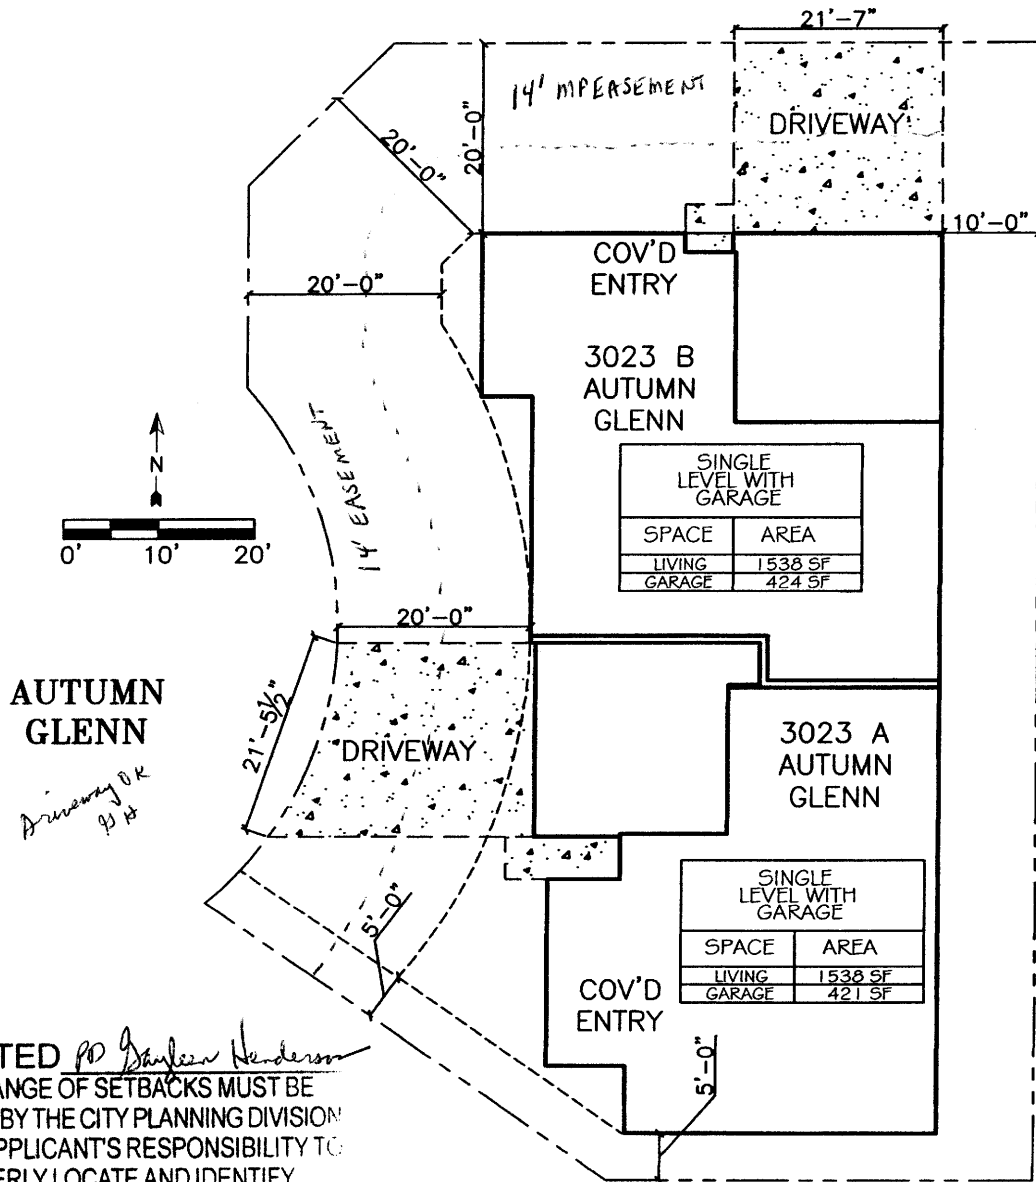 21'-7"
14' MPEASEMENT
DRIVEWAY
20'-0"
20'-0"
10'-0"
COV'D
ENTRY
20'-0"
3023 B
AUTUMN
GLENN
14' EASEMENT
SINGLE
LEVEL WITH
GARAGE
SPACE AREA
LIVING 1538 SF
GARAGE 424 SF
N
0' 10' 20'
20'-0"
AUTUMN
GLENN
21'-5½"
DRIVEWAY
3023 A
AUTUMN
GLENN
Driveway OK
SINGLE
LEVEL WITH
GARAGE
SPACE AREA
LIVING 1538 SF
GARAGE 421 SF
5'-0"
COV'D
ENTRY
5'-0"
TED Gayleen Henderson
ANGE OF SETBACKS MUST BE
BY THE CITY PLANNING DIVISION
PPLICANT'S RESPONSIBILITY TO
ERLY LOCATE AND IDENTIFY